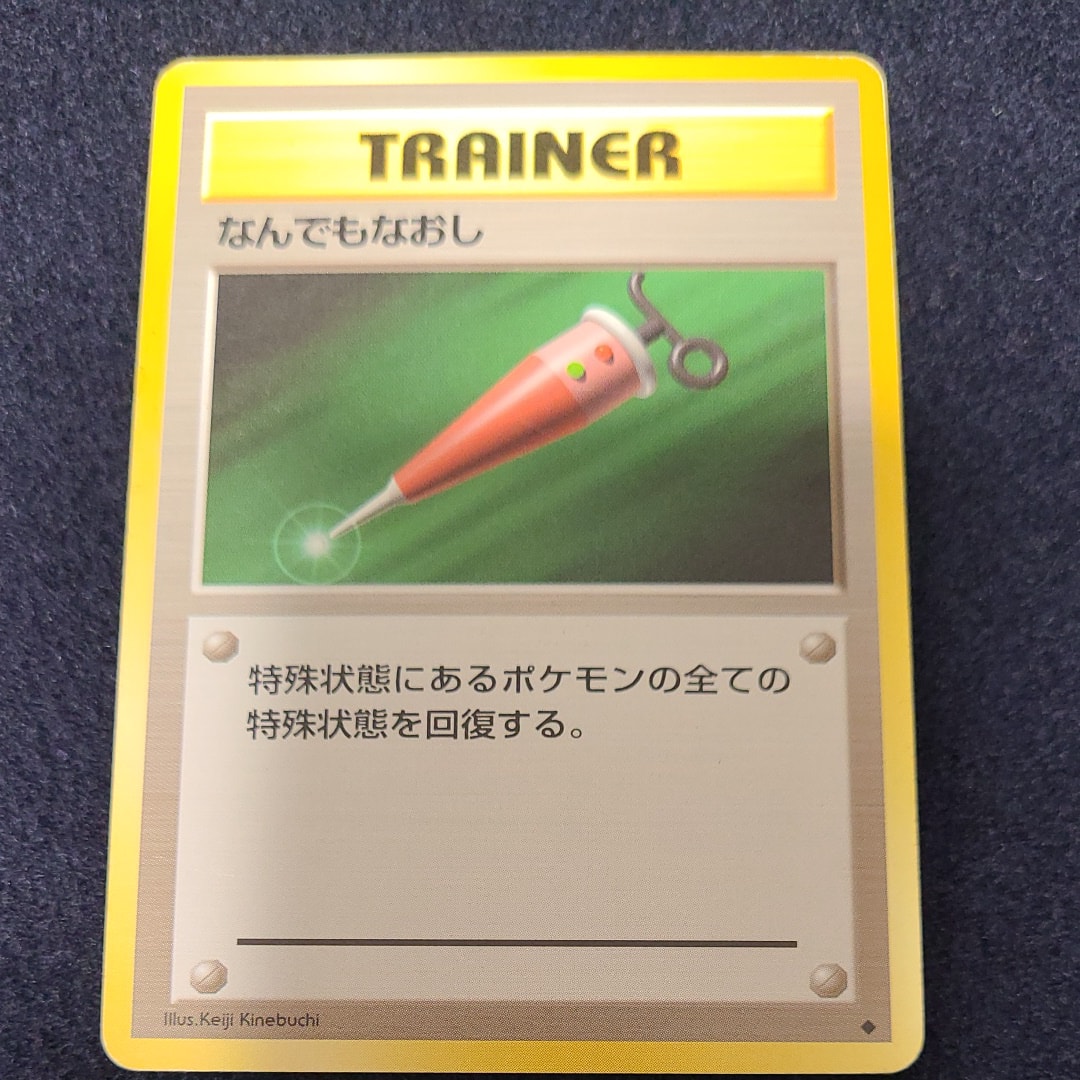 TRAINER
なんでもなおし
特殊状態にあるポケモンの全ての
特殊状態を回復する。
Illus.Keiji Kinebuchi